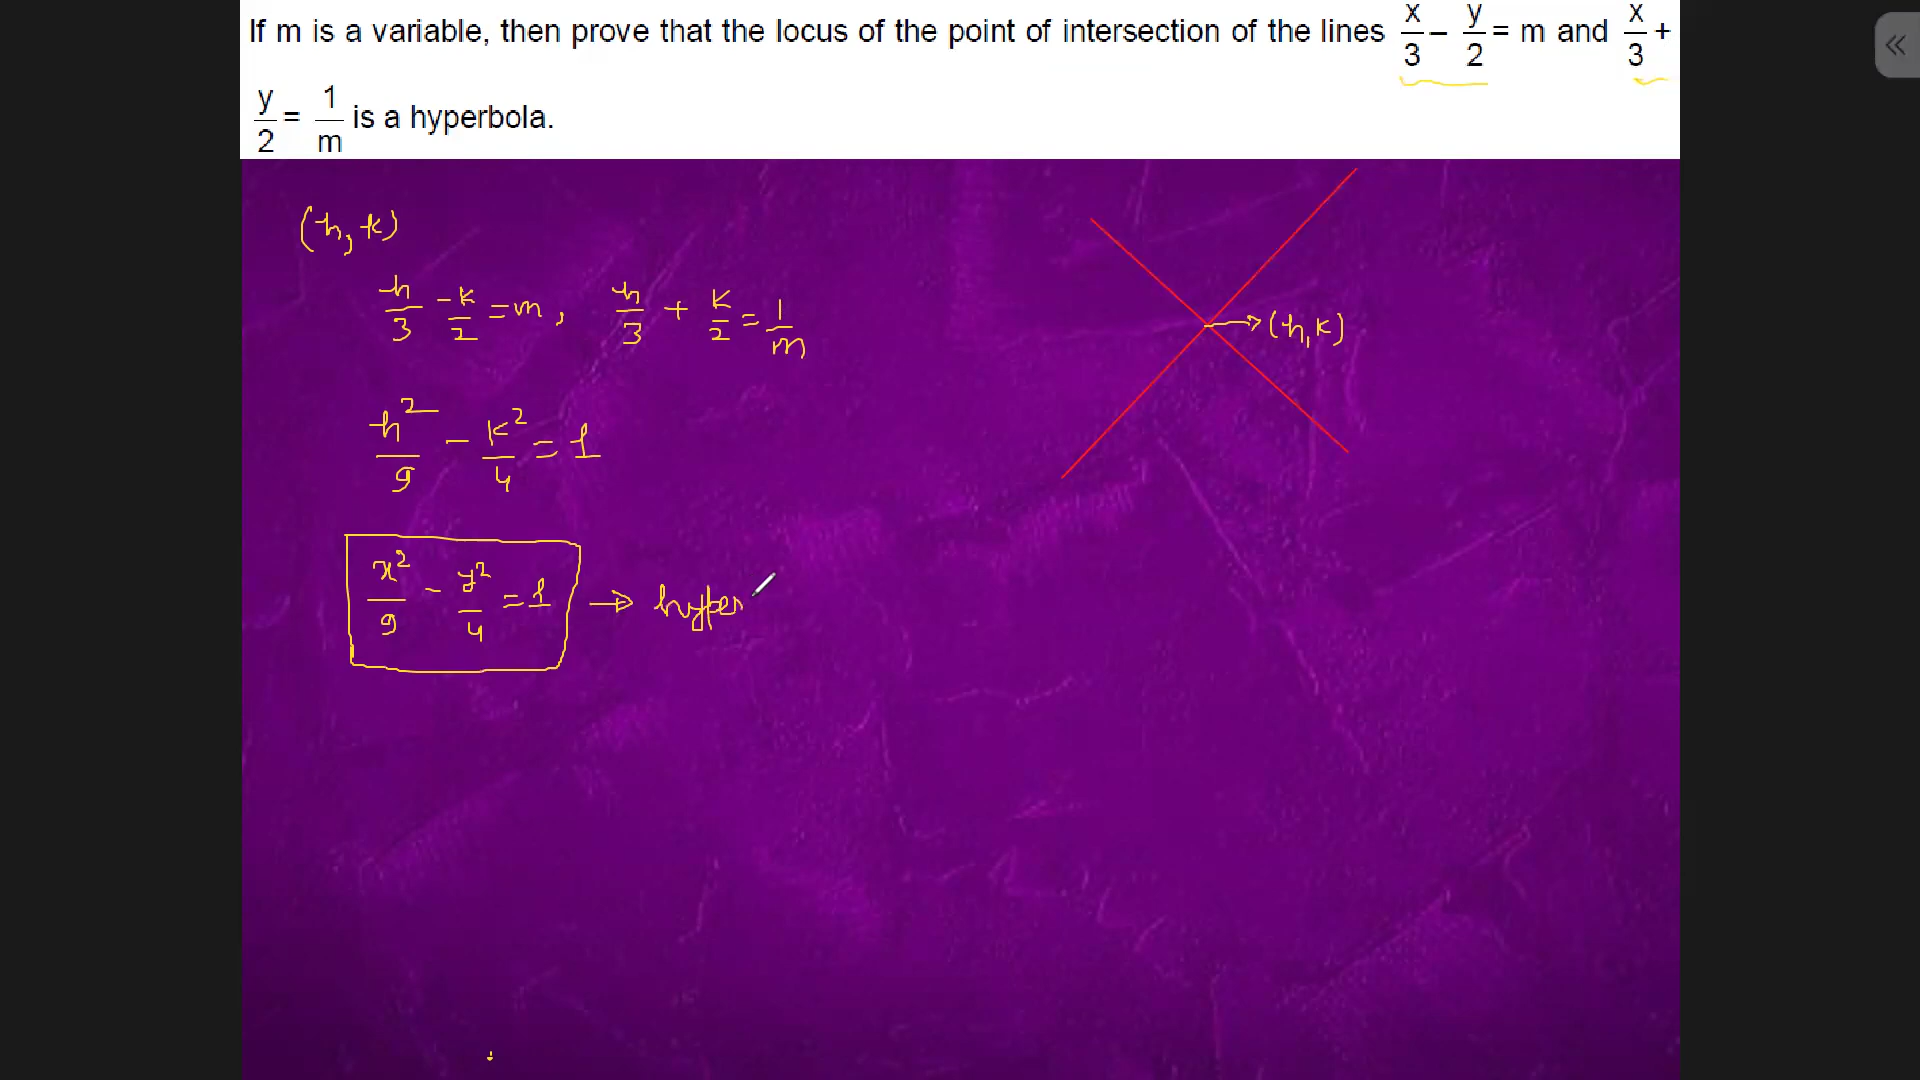 If m is a variable, then prove that the locus of the point of intersection of the lines x/3 − y/2 = m and x/3 +
y/2 = 1/m is a hyperbola.
(h, k)
h/3 − k/2 = m, h/3 + k/2 = 1/m
→ (h, k)
h²/9 − k²/4 = 1
x²/9 − y²/4 = 1 → hyper